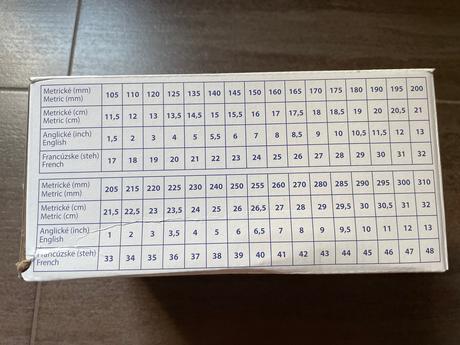 Metrické (mm) 105 110 120 125 135 140 145 150 160 165 170 175 180 190 195 200
Metric (mm)
Metrické (cm) 11,5 12 13 13,5 14,5 15 15,5 16 17 17,5 18 18,5 19 20 20,5 21
Metric (cm)
Anglické (inch) 1,5 2 3 4 5 5,5 6 7 8 8,5 9 10 10,5 11,5 12 13
English
Francúzske (steh) 17 18 19 20 21 22 23 24 25 26 27 28 29 30 31 32
French
Metrické (mm) 205 215 220 225 230 240 250 255 260 270 280 285 290 295 300 310
Metric (mm)
Metrické (cm) 21,5 22,5 23 23,5 24 25 26 26,5 27 28 29 29,5 30 30,5 31 32
Metric (cm)
Anglické (inch) 1 2 3 3,5 4 5 6 6,5 7 8 9 9,5 10 11 12 13
English
Francúzske (steh) 33 34 35 36 37 38 39 40 41 42 43 44 45 46 47 48
French